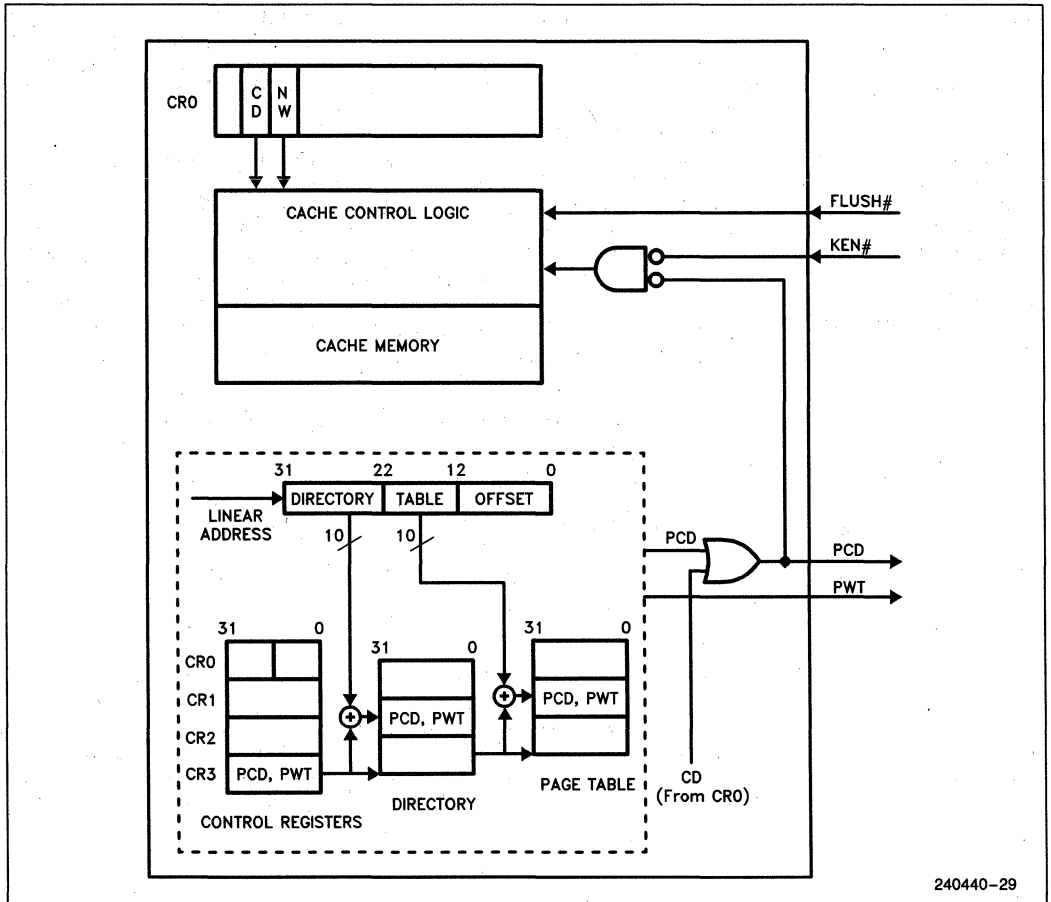 CR0
C D
N W
CACHE CONTROL LOGIC
FLUSH#
KEN#
CACHE MEMORY
31 22 12 0
DIRECTORY TABLE OFFSET
LINEAR
ADDRESS
10 10
PCD
PCD
PWT
31 0
31 0
31 0
CR0
CR1
PCD, PWT
PCD, PWT
CR2
CR3 PCD, PWT
PAGE TABLE
CD
(From CR0)
DIRECTORY
CONTROL REGISTERS
240440-29